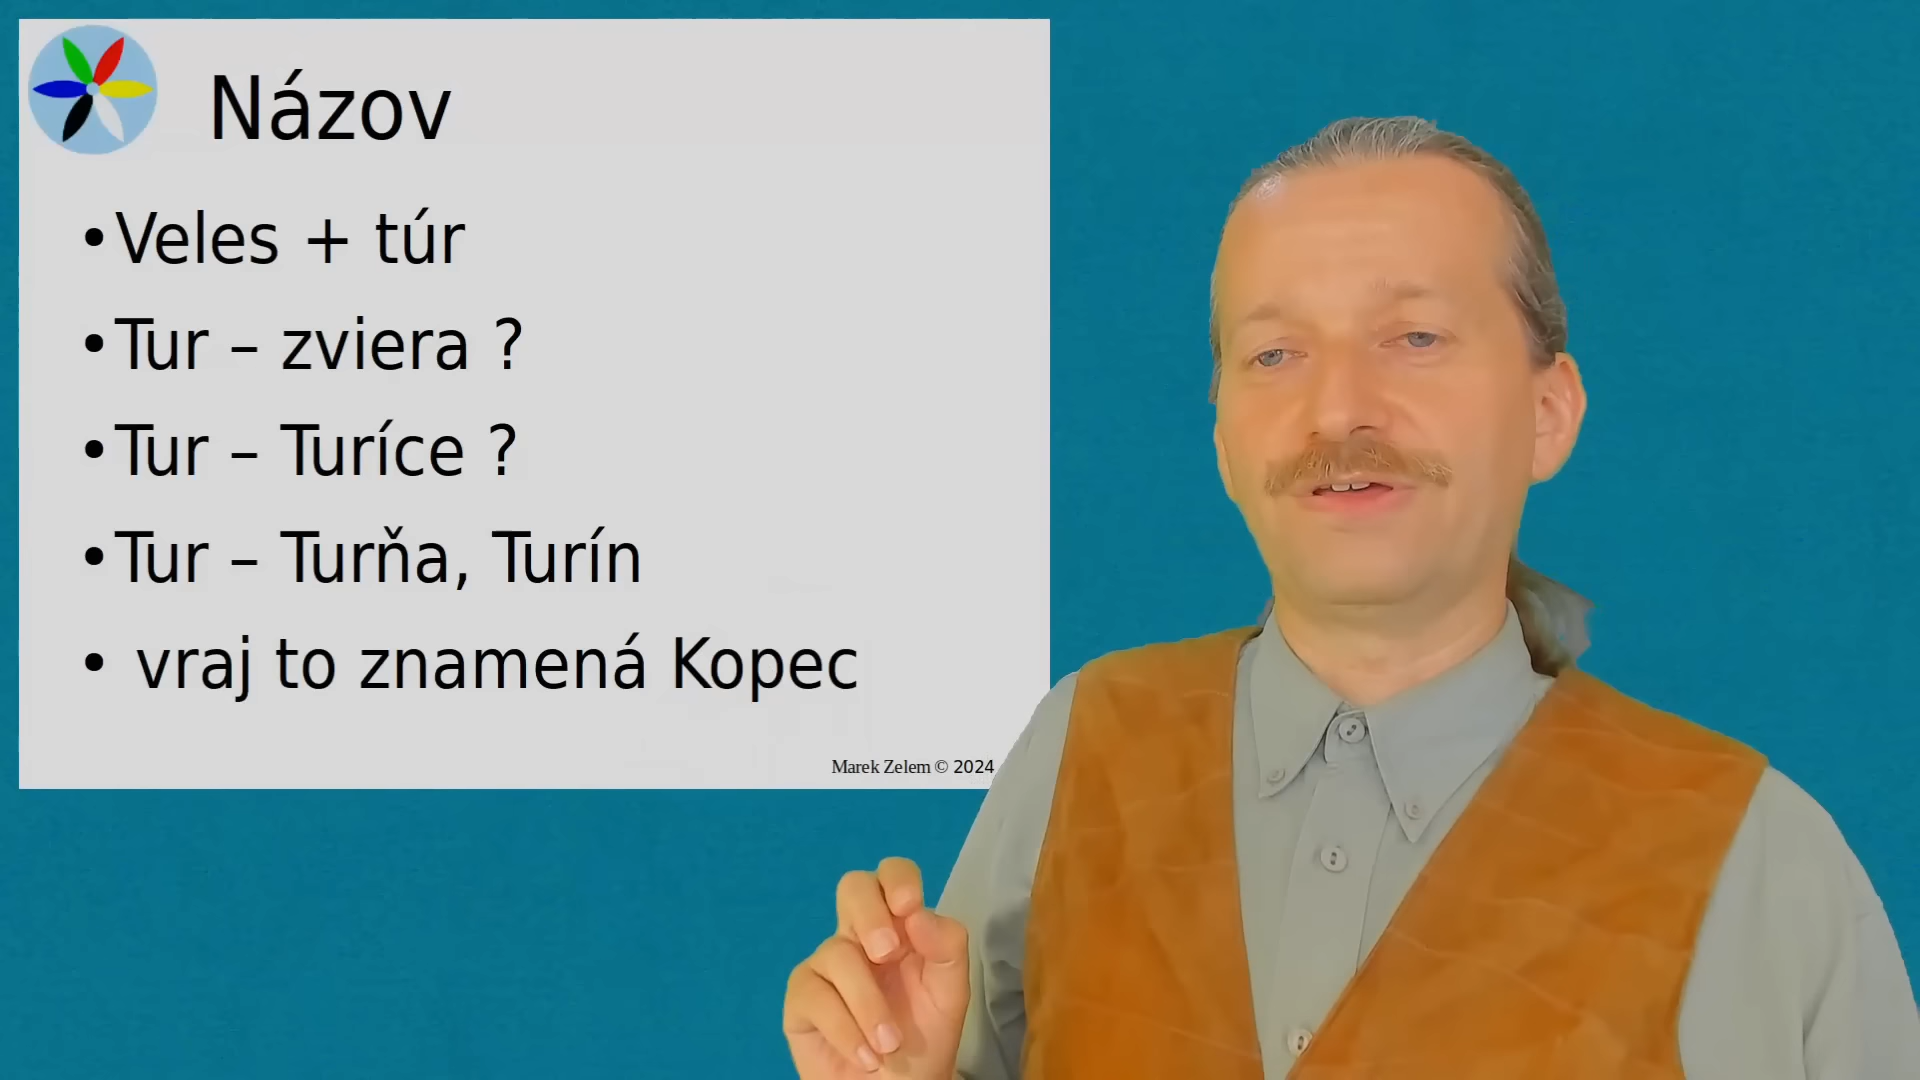 Názov
• Veles + túr
• Tur – zviera ?
• Tur – Turíce ?
• Tur – Turňa, Turín
• vraj to znamená Kopec
Marek Zelem © 2024